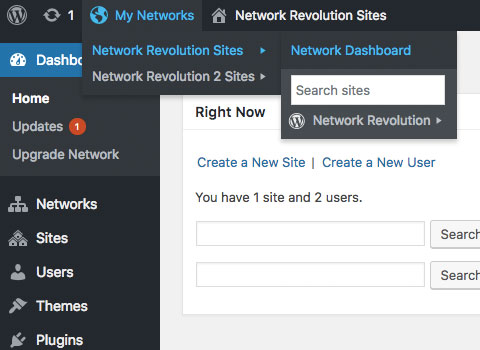 1 My Networks Network Revolution Sites
Network Revolution Sites
Network Revolution 2 Sites
Network Dashboard
Search sites
Network Revolution
Home
Updates 1
Upgrade Network
Networks
Sites
Users
Themes
Plugins
Right Now
Create a New Site | Create a New User
You have 1 site and 2 users.
Search
Search